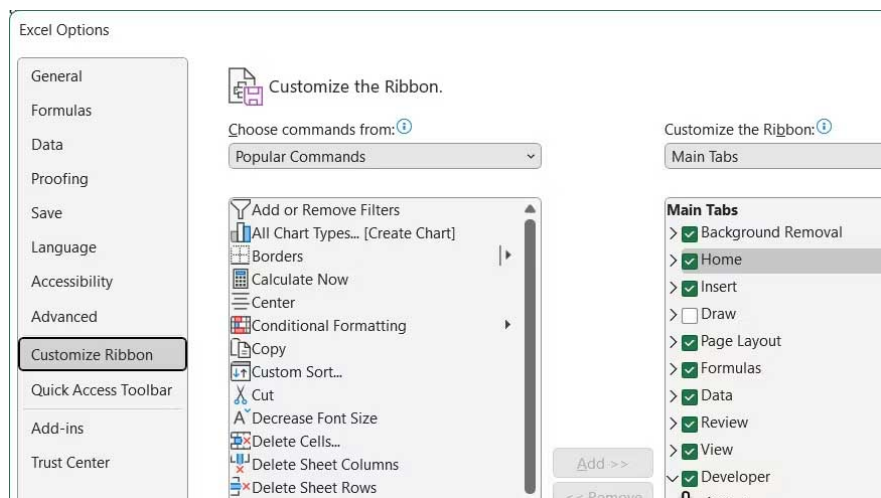 Excel Options
General
Formulas
Data
Proofing
Save
Language
Accessibility
Advanced
Customize Ribbon
Quick Access Toolbar
Add-ins
Trust Center
Customize the Ribbon.
Choose commands from:
Popular Commands
Add or Remove Filters
All Chart Types... [Create Chart]
Borders
Calculate Now
Center
Conditional Formatting
Copy
Custom Sort...
Cut
Decrease Font Size
Delete Cells...
Delete Sheet Columns
Delete Sheet Rows
Add >>
<< Remove
Customize the Ribbon:
Main Tabs
Main Tabs
Background Removal
Home
Insert
Draw
Page Layout
Formulas
Data
Review
View
Developer